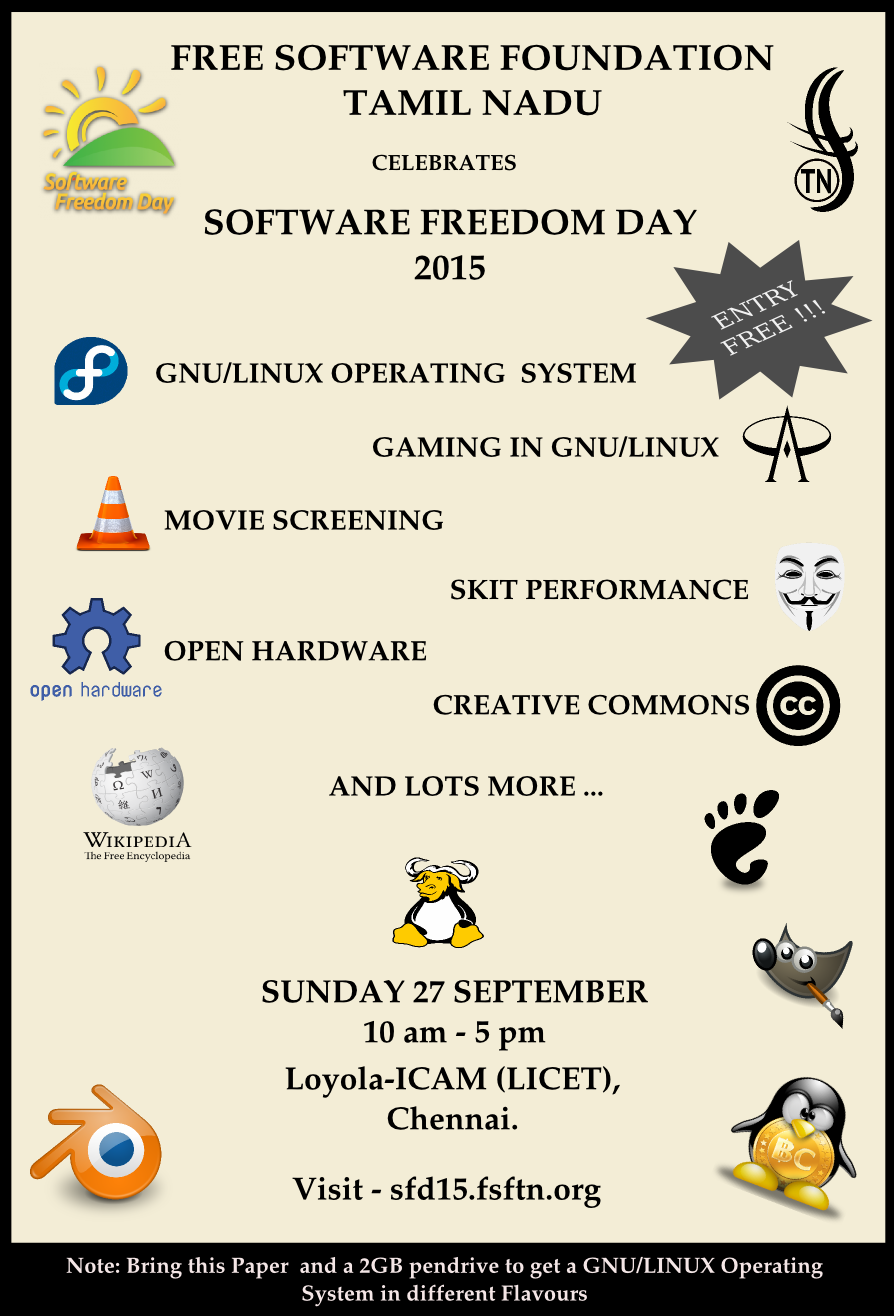 FREE SOFTWARE FOUNDATION
TAMIL NADU
CELEBRATES
Software
Freedom Day
TN
SOFTWARE FREEDOM DAY
2015
ENTRY
FREE !!!
GNU/LINUX OPERATING  SYSTEM
GAMING IN GNU/LINUX
MOVIE SCREENING
SKIT PERFORMANCE
OPEN HARDWARE
open hardware
CREATIVE COMMONS
CC
AND LOTS MORE ...
Ω
W
И
WIKIPEDIA
The Free Encyclopedia
SUNDAY 27 SEPTEMBER
10 am - 5 pm
Loyola-ICAM (LICET),
Chennai.
BC
Visit - sfd15.fsftn.org
Note: Bring this Paper  and a 2GB pendrive to get a GNU/LINUX Operating
System in different Flavours